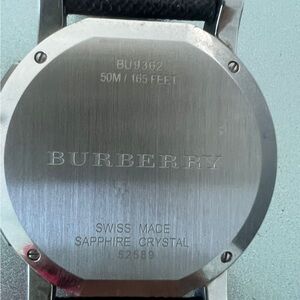 BU9362
50M / 165 FEET
BURBERRY
SWISS MADE
SAPPHIRE CRYSTAL
52589